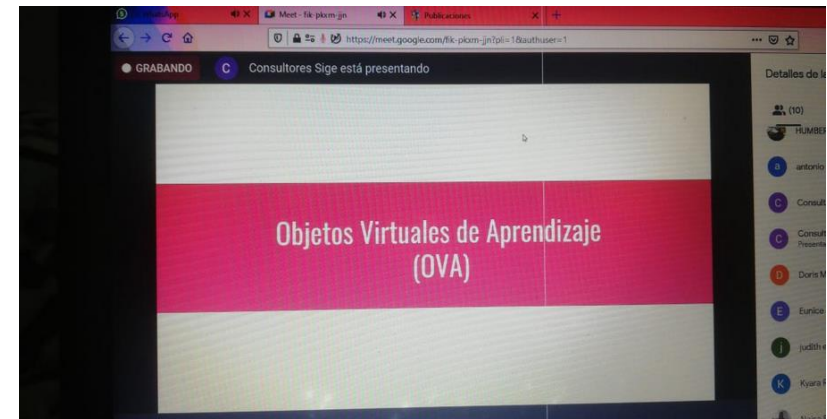 WhatsApp
Meet - fik-pkxm-jjn
Publicaciones
https://meet.google.com/fik-pkxm-jjn?pli=1&authuser=1
GRABANDO
C
Consultores Sige está presentando
Detalles de la
(10)
HUMBER
a
antonio
C
Consult
C
Consult
Presenta
D
Doris M
E
Eunice
j
judith e
K
Kyara F
Objetos Virtuales de Aprendizaje
(OVA)